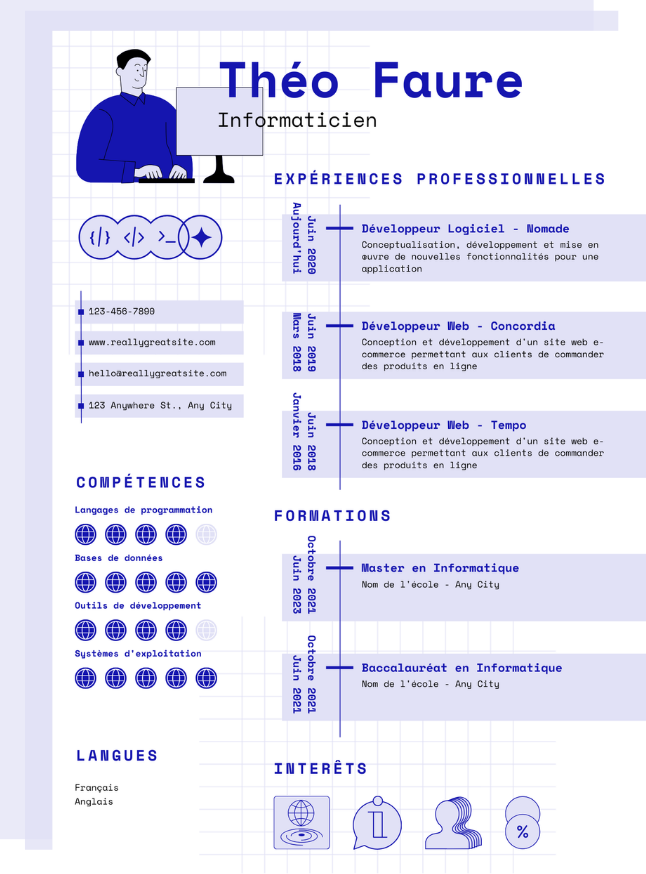 Théo Faure
Informaticien
{/} </> >_
123-456-7890
www.reallygreatsite.com
hello@reallygreatsite.com
123 Anywhere St., Any City
COMPÉTENCES
Langages de programmation
Bases de données
Outils de développement
Systèmes d'exploitation
LANGUES
Français
Anglais
EXPÉRIENCES PROFESSIONNELLES
Juin 2020
Aujourd'hui
Développeur Logiciel - Nomade
Conceptualisation, développement et mise en
œuvre de nouvelles fonctionnalités pour une
application
Juin 2019
Mars 2018
Développeur Web - Concordia
Conception et développement d'un site web e-
commerce permettant aux clients de commander
des produits en ligne
Juin 2018
Janvier 2016
Développeur Web - Tempo
Conception et développement d'un site web e-
commerce permettant aux clients de commander
des produits en ligne
FORMATIONS
Octobre 2021
Juin 2023
Master en Informatique
Nom de l'école - Any City
Octobre 2021
Juin 2021
Baccalauréat en Informatique
Nom de l'école - Any City
INTERÊTS
%